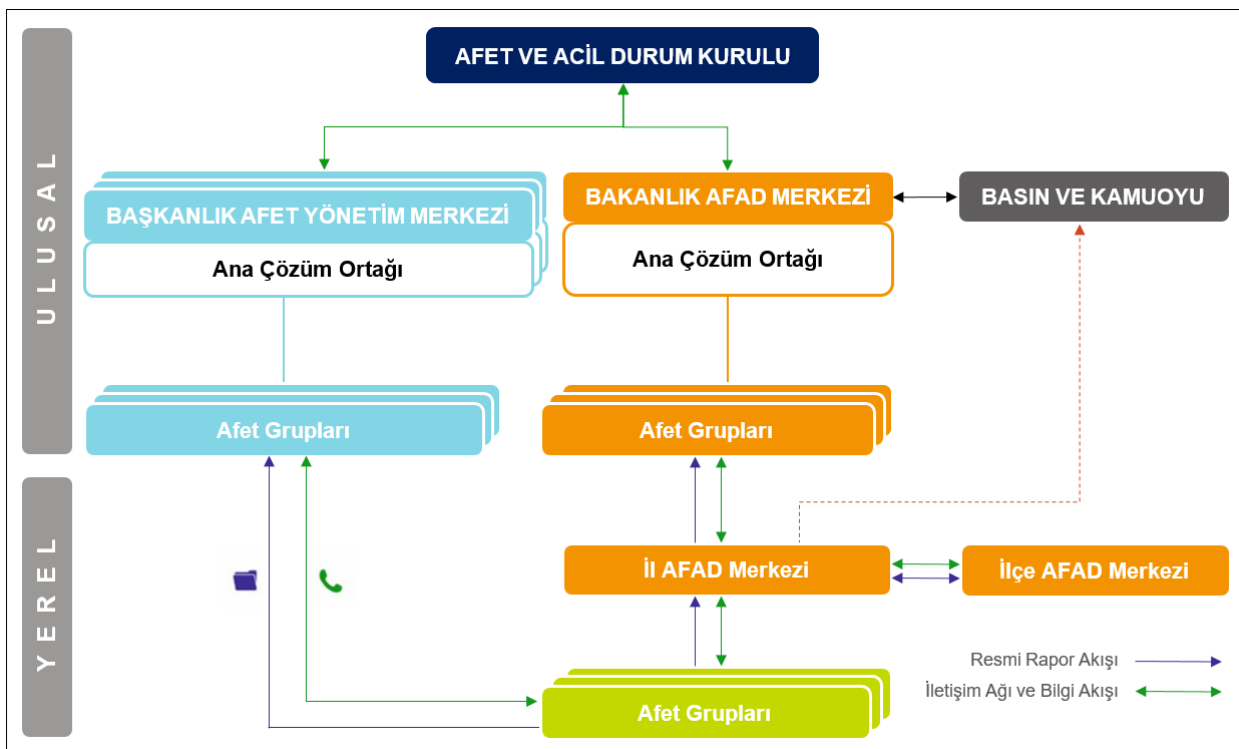 AFET VE ACİL DURUM KURULU
ULUSAL
BAŞKANLIK AFET YÖNETİM MERKEZİ
Ana Çözüm Ortağı
BAKANLIK AFAD MERKEZİ
Ana Çözüm Ortağı
BASIN VE KAMUOYU
Afet Grupları
Afet Grupları
YEREL
İl AFAD Merkezi
İlçe AFAD Merkezi
Afet Grupları
Resmi Rapor Akışı
İletişim Ağı ve Bilgi Akışı